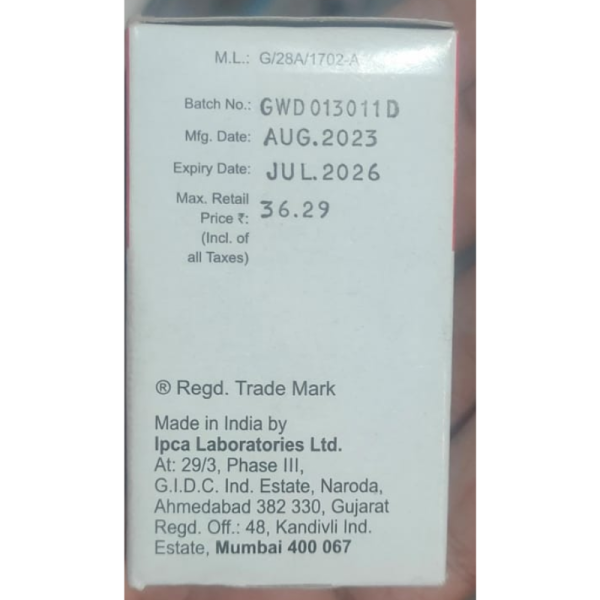 M.L.: G/28A/1702-A
Batch No.: GWD013011D
Mfg. Date: AUG.2023
Expiry Date: JUL.2026
Max. Retail
Price ₹: 36.29
(Incl. of
all Taxes)
® Regd. Trade Mark
Made in India by
Ipca Laboratories Ltd.
At: 29/3, Phase III,
G.I.D.C. Ind. Estate, Naroda,
Ahmedabad 382 330, Gujarat
Regd. Off.: 48, Kandivli Ind.
Estate, Mumbai 400 067